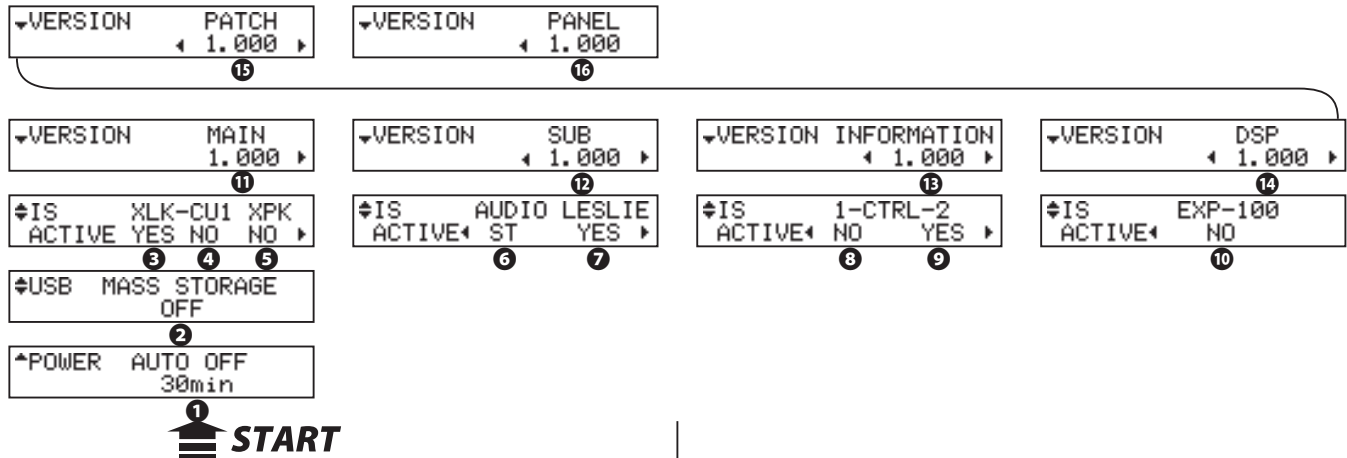 VERSION PATCH
1.000
⓯
VERSION PANEL
1.000
⓰
VERSION MAIN
1.000
⓫
VERSION SUB
1.000
⓬
VERSION INFORMATION
1.000
⓭
VERSION DSP
1.000
⓮
IS XLK-CU1 XPK
ACTIVE YES NO NO
❸ ❹ ❺
IS AUDIO LESLIE
ACTIVE ST YES
❻ ❼
IS 1-CTRL-2
ACTIVE NO YES
❽ ❾
IS EXP-100
ACTIVE NO
❿
USB MASS STORAGE
OFF
❷
POWER AUTO OFF
30min
❶
START